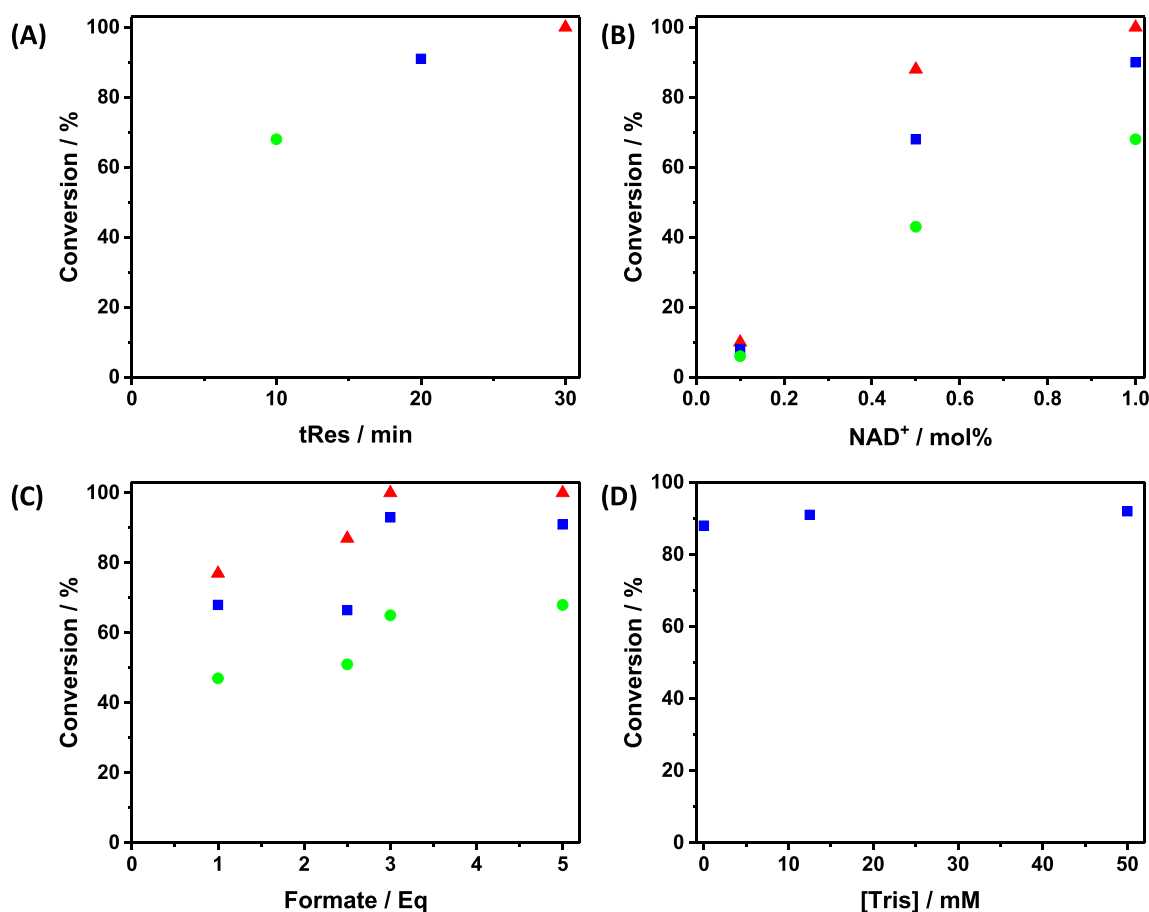 (A)
100
80
60
40
20
0
Conversion / %
0 10 20 30
tRes / min
(B)
100
80
60
40
20
0
Conversion / %
0.0 0.2 0.4 0.6 0.8 1.0
NAD⁺ / mol%
(C)
100
80
60
40
20
0
Conversion / %
0 1 2 3 4 5
Formate / Eq
(D)
100
80
60
40
20
0
Conversion / %
0 10 20 30 40 50
[Tris] / mM